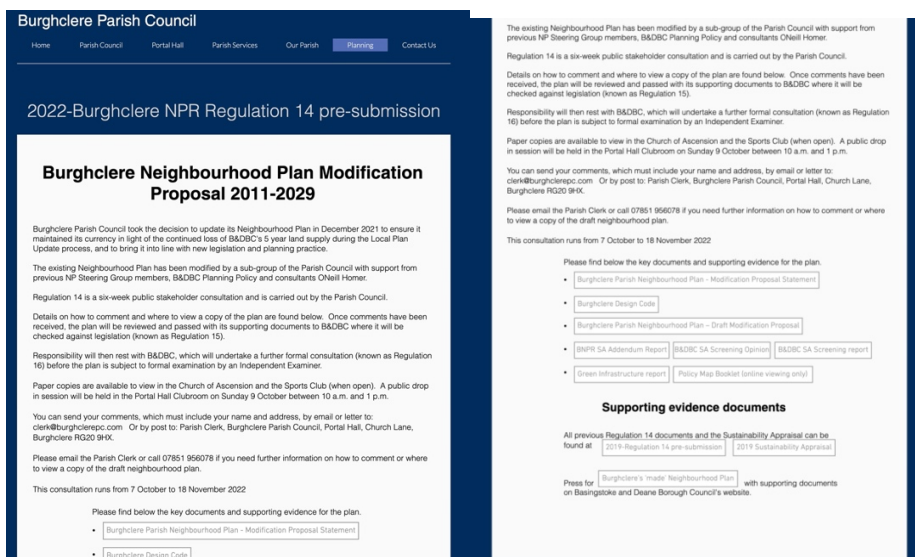 Burghclere Parish Council
Home Parish Council Portal Hall Parish Services Our Parish Planning Contact Us
2022-Burghclere NPR Regulation 14 pre-submission
Burghclere Neighbourhood Plan Modification
Proposal 2011-2029
Burghclere Parish Council took the decision to update its Neighbourhood Plan in December 2021 to ensure it
maintained its currency in light of the continued loss of B&DBC's 5 year land supply during the Local Plan
Update process, and to bring it into line with new legislation and planning practice.
The existing Neighbourhood Plan has been modified by a sub-group of the Parish Council with support from
previous NP Steering Group members, B&DBC Planning Policy and consultants ONeill Homer.
Regulation 14 is a six-week public stakeholder consultation and is carried out by the Parish Council.
Details on how to comment and where to view a copy of the plan are found below. Once comments have been
received, the plan will be reviewed and passed with its supporting documents to B&DBC where it will be
checked against legislation (known as Regulation 15).
Responsibility will then rest with B&DBC, which will undertake a further formal consultation (known as Regulation
16) before the plan is subject to formal examination by an Independent Examiner.
Paper copies are available to view in the Church of Ascension and the Sports Club (when open). A public drop
in session will be held in the Portal Hall Clubroom on Sunday 9 October between 10 a.m. and 1 p.m.
You can send your comments, which must include your name and address, by email or letter to:
clerk@burghclerepc.com Or by post to: Parish Clerk, Burghclere Parish Council, Portal Hall, Church Lane,
Burghclere RG20 9HX.
Please email the Parish Clerk or call 07851 956078 if you need further information on how to comment or where
to view a copy of the draft neighbourhood plan.
This consultation runs from 7 October to 18 November 2022
Please find below the key documents and supporting evidence for the plan.
• Burghclere Parish Neighbourhood Plan - Modification Proposal Statement
• Burghclere Design Code
The existing Neighbourhood Plan has been modified by a sub-group of the Parish Council with support from
previous NP Steering Group members, B&DBC Planning Policy and consultants ONeill Homer.
Regulation 14 is a six-week public stakeholder consultation and is carried out by the Parish Council.
Details on how to comment and where to view a copy of the plan are found below. Once comments have been
received, the plan will be reviewed and passed with its supporting documents to B&DBC where it will be
checked against legislation (known as Regulation 15).
Responsibility will then rest with B&DBC, which will undertake a further formal consultation (known as Regulation
16) before the plan is subject to formal examination by an Independent Examiner.
Paper copies are available to view in the Church of Ascension and the Sports Club (when open). A public drop
in session will be held in the Portal Hall Clubroom on Sunday 9 October between 10 a.m. and 1 p.m.
You can send your comments, which must include your name and address, by email or letter to:
clerk@burghclerepc.com Or by post to: Parish Clerk, Burghclere Parish Council, Portal Hall, Church Lane,
Burghclere RG20 9HX.
Please email the Parish Clerk or call 07851 956078 if you need further information on how to comment or where
to view a copy of the draft neighbourhood plan.
This consultation runs from 7 October to 18 November 2022
Please find below the key documents and supporting evidence for the plan.
• Burghclere Parish Neighbourhood Plan - Modification Proposal Statement
• Burghclere Design Code
• Burghclere Parish Neighbourhood Plan – Draft Modification Proposal
• BNPR SA Addendum Report B&DBC SA Screening Opinion B&DBC SA Screening report
• Green Infrastructure report Policy Map Booklet (online viewing only)
Supporting evidence documents
All previous Regulation 14 documents and the Sustainability Appraisal can be
found at 2019-Regulation 14 pre-submission 2019 Sustainability Appraisal
Press for Burghclere's 'made' Neighbourhood Plan with supporting documents
on Basingstoke and Deane Borough Council's website.